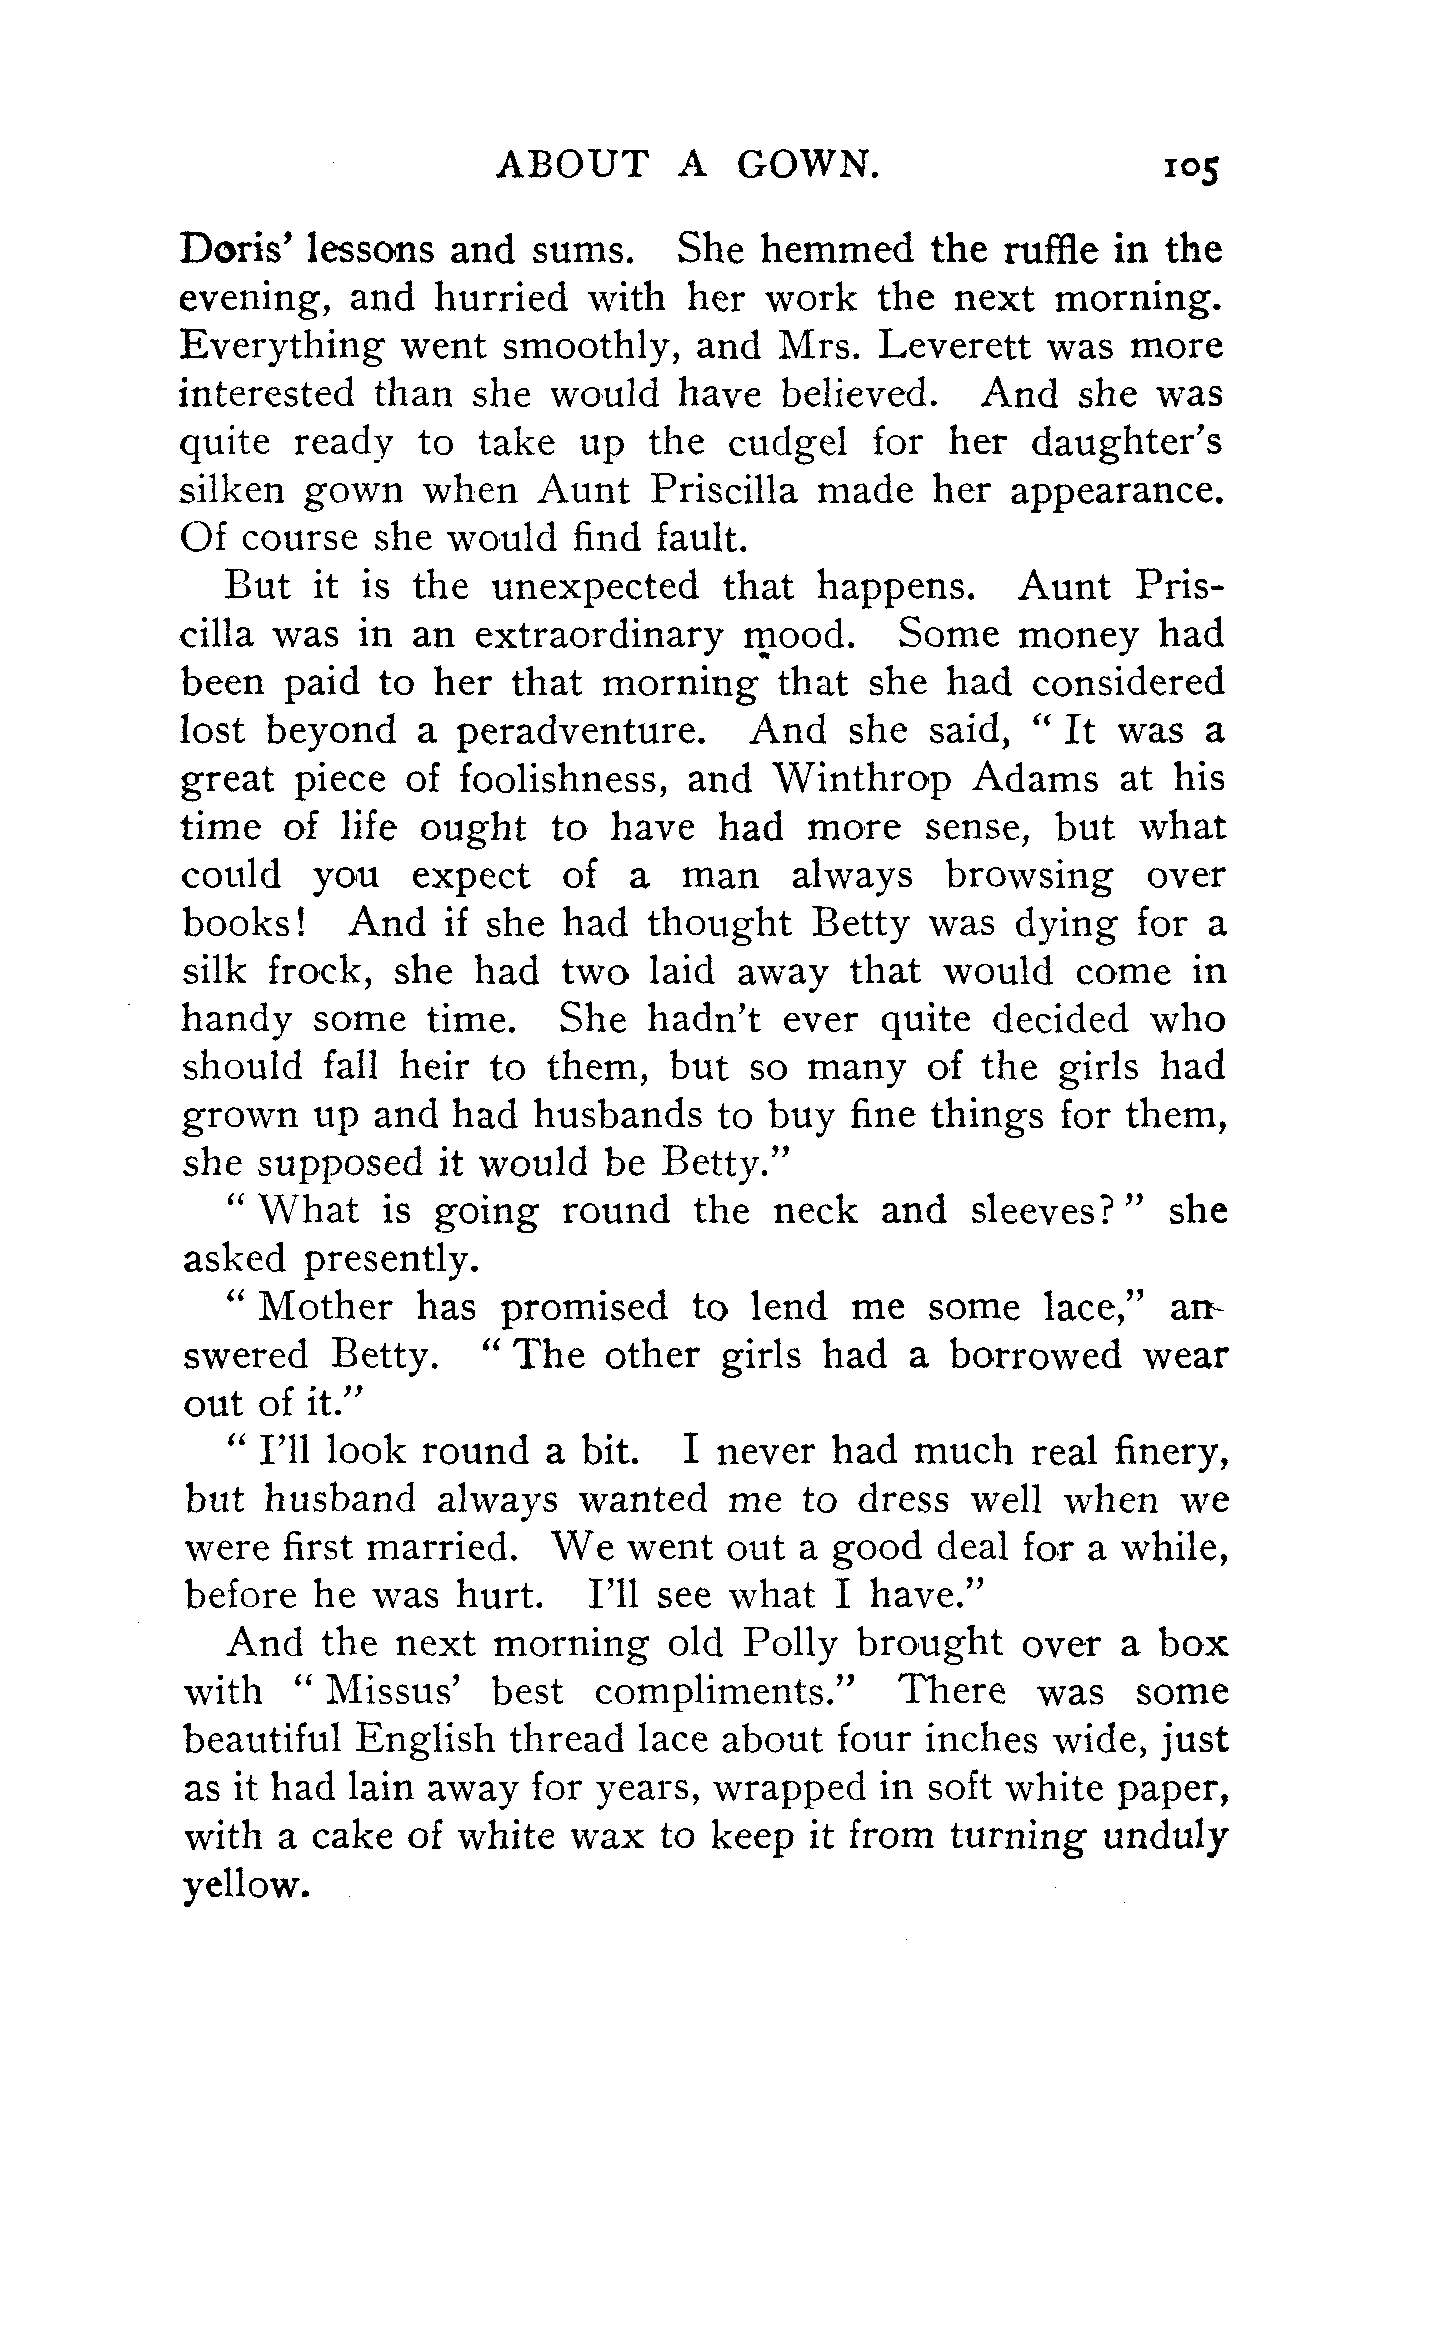 ABOUT A GOWN. 105
Doris' lessons and sums. She hemmed the ruffle in the
evening, and hurried with her work the next morning.
Everything went smoothly, and Mrs. Leverett was more
interested than she would have believed. And she was
quite ready to take up the cudgel for her daughter's
silken gown when Aunt Priscilla made her appearance.
Of course she would find fault.
But it is the unexpected that happens. Aunt Pris-
cilla was in an extraordinary mood. Some money had
been paid to her that morning that she had considered
lost beyond a peradventure. And she said, " It was a
great piece of foolishness, and Winthrop Adams at his
time of life ought to have had more sense, but what
could you expect of a man always browsing over
books! And if she had thought Betty was dying for a
silk frock, she had two laid away that would come in
handy some time. She hadn't ever quite decided who
should fall heir to them, but so many of the girls had
grown up and had husbands to buy fine things for them,
she supposed it would be Betty."
" What is going round the neck and sleeves? " she
asked presently.
" Mother has promised to lend me some lace," an-
swered Betty. " The other girls had a borrowed wear
out of it."
" I'll look round a bit. I never had much real finery,
but husband always wanted me to dress well when we
were first married. We went out a good deal for a while,
before he was hurt. I'll see what I have."
And the next morning old Polly brought over a box
with " Missus' best compliments." There was some
beautiful English thread lace about four inches wide, just
as it had lain away for years, wrapped in soft white paper,
with a cake of white wax to keep it from turning unduly
yellow.